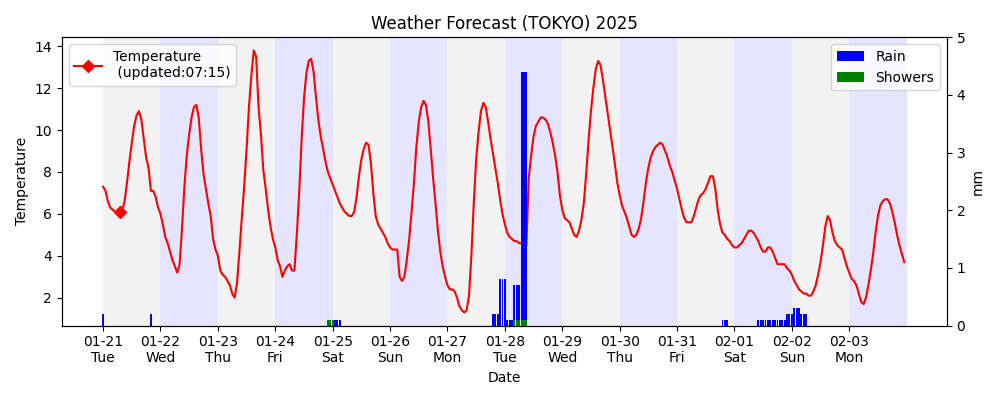 Weather Forecast (TOKYO) 2025
Temperature
(updated:07:15)
Rain
Showers
Temperature
14
12
10
8
6
4
2
5
4
3
2
1
0
mm
01-21 01-22 01-23 01-24 01-25 01-26 01-27 01-28 01-29 01-30 01-31 02-01 02-02 02-03
Tue Wed Thu Fri Sat Sun Mon Tue Wed Thu Fri Sat Sun Mon
Date